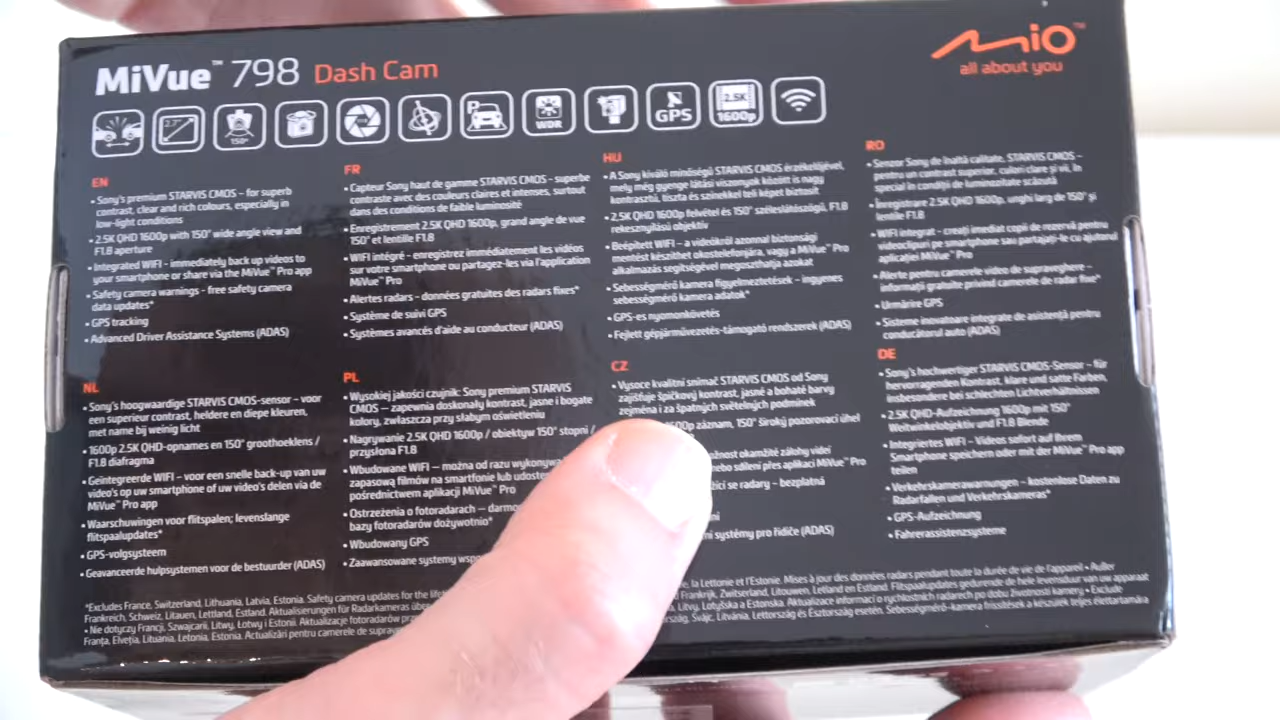 MiVue™ 798 Dash Cam
Mio™
all about you
2.7"
150°
P
WDR
GPS
2.5K
1600p
EN
• Sony's premium STARVIS CMOS – for superb
contrast, clear and rich colours, especially in
low-light conditions
• 2.5K QHD 1600p with 150° wide angle view and
F1.8 aperture
• Integrated WIFI – immediately back up videos to
your smartphone or share via the MiVue™ Pro app
• Safety camera warnings - free safety camera
data updates*
• GPS tracking
• Advanced Driver Assistance Systems (ADAS)
FR
• Capteur Sony haut de gamme STARVIS CMOS - superbe
contraste avec des couleurs claires et intenses, surtout
dans des conditions de faible luminosité
• Enregistrement 2.5K QHD 1600p, grand angle de vue
150° et lentille F1.8
• WIFI intégré - enregistrez immédiatement les vidéos
sur votre smartphone ou partagez-les via l'application
MiVue™ Pro
• Alertes radars - données gratuites des radars fixes*
• Système de suivi GPS
• Systèmes avancés d'aide au conducteur (ADAS)
HU
• A Sony kiváló minőségű STARVIS CMOS érzékelőjével,
mely még gyenge látási viszonyok között is nagy
kontrasztú, tiszta és színekkel teli képet biztosít
• 2.5K QHD 1600p felvétel és 150° széleslátószögű, F1.8
rekesznyílású objektív
• Beépített WIFI – a videókról azonnal biztonsági
mentést készíthet okostelefonjára, vagy a MiVue™ Pro
alkalmazás segítségével megoszthatja azokat
• Sebességmérő kamera figyelmeztetések – ingyenes
sebességmérő kamera adatok*
• GPS-es nyomonkövetés
• Fejlett gépjárművezetés-támogató rendszerek (ADAS)
RO
• Senzor Sony de înaltă calitate, STARVIS CMOS –
pentru un contrast superior, culori clare și vii, în
special în condiții de luminozitate scăzută
• Înregistrare 2.5K QHD 1600p, unghi larg de 150° și
lentile F1.8
• WIFI integrat - creați imediat copii de rezervă pentru
videoclipuri pe smartphone sau partajați-le cu ajutorul
aplicației MiVue™ Pro
• Alerte pentru camerele video de supraveghere –
informații gratuite privind camerele de radar fixe*
• Urmărire GPS
• Sisteme inovatoare integrate de asistență pentru
conducătorul auto (ADAS)
NL
• Sony's hoogwaardige STARVIS CMOS-sensor – voor
een superieur contrast, heldere en diepe kleuren,
met name bij weinig licht
• 1600p 2.5K QHD-opnames en 150° groothoeklens /
F1.8 diafragma
• Geïntegreerde WIFI – voor een snelle back-up van uw
video's op uw smartphone of uw video's delen via de
MiVue™ Pro app
• Waarschuwingen voor flitspalen; levenslange
flitspaalupdates*
• GPS-volgsysteem
• Geavanceerde hulpsystemen voor de bestuurder (ADAS)
PL
• Wysokiej jakości czujnik: Sony premium STARVIS
CMOS — zapewnia doskonały kontrast, jasne i bogate
kolory, zwłaszcza przy słabym oświetleniu
• Nagrywanie 2.5K QHD 1600p / obiektyw 150° stopni /
przysłona F1.8
• Wbudowane WIFI — można od razu wykonywa
zapasową filmów na smartfonie lub udostę
pośrednictwem aplikacji MiVue™ Pro
• Ostrzeżenia o fotoradarach — darmo
bazy fotoradarów dożywotnio*
• Wbudowany GPS
• Zaawansowane systemy wsp
CZ
• Vysoce kvalitní snímač STARVIS CMOS od Sony
zajišťuje špičkový kontrast, jasné a bohaté barvy
zejména i za špatných světelných podmínek
1600p záznam, 150° široký pozorovací úhel
možnost okamžité zálohy videí
nebo sdílení přes aplikaci MiVue™ Pro
žící se radary – bezplatná
ní systémy pro řidiče (ADAS)
DE
• Sony's hochwertiger STARVIS CMOS-Sensor – für
hervorragenden Kontrast, klare und satte Farben,
insbesondere bei schlechten Lichtverhältnissen
• 2.5K QHD-Aufzeichnung 1600p mit 150°
Weitwinkelobjektiv und F1.8 Blende
• Integriertes WIFI – Videos sofort auf Ihrem
Smartphone speichern oder mit der MiVue™ Pro app
teilen
• Verkehrskamerawarnungen – kostenlose Daten zu
Radarfallen und Verkehrskameras*
• GPS-Aufzeichnung
• Fahrerassistenzsysteme
*Excludes France, Switzerland, Lithuania, Latvia, Estonia. Safety camera updates for the life
, la Lettonie et l'Estonie. Mises à jour des données radars pendant toute la durée de vie de l'appareil • Außer
Frankreich, Schweiz, Litauen, Lettland, Estland. Aktualisierungen für Radarkameras über
Frankrijk, Zwitserland, Litouwen, Letland en Estland. Flitspaalupdates gedurende de hele levensduur van uw apparaat
• Nie dotyczy Francji, Szwajcarii, Litwy, Łotwy i Estonii. Aktualizacje fotoradarów prz
, Litvy, Lotyšska a Estonska. Aktualizace informací o rychlostních radarech po dobu životnosti kamery • Exclude
Franța, Elveția, Lituania, Letonia, Estonia. Actualizări pentru camerele de suprav
, Svájc, Litvánia, Lettország és Észtország esetén. Sebességmérő-kamera frissítések a készülék teljes élettartamára